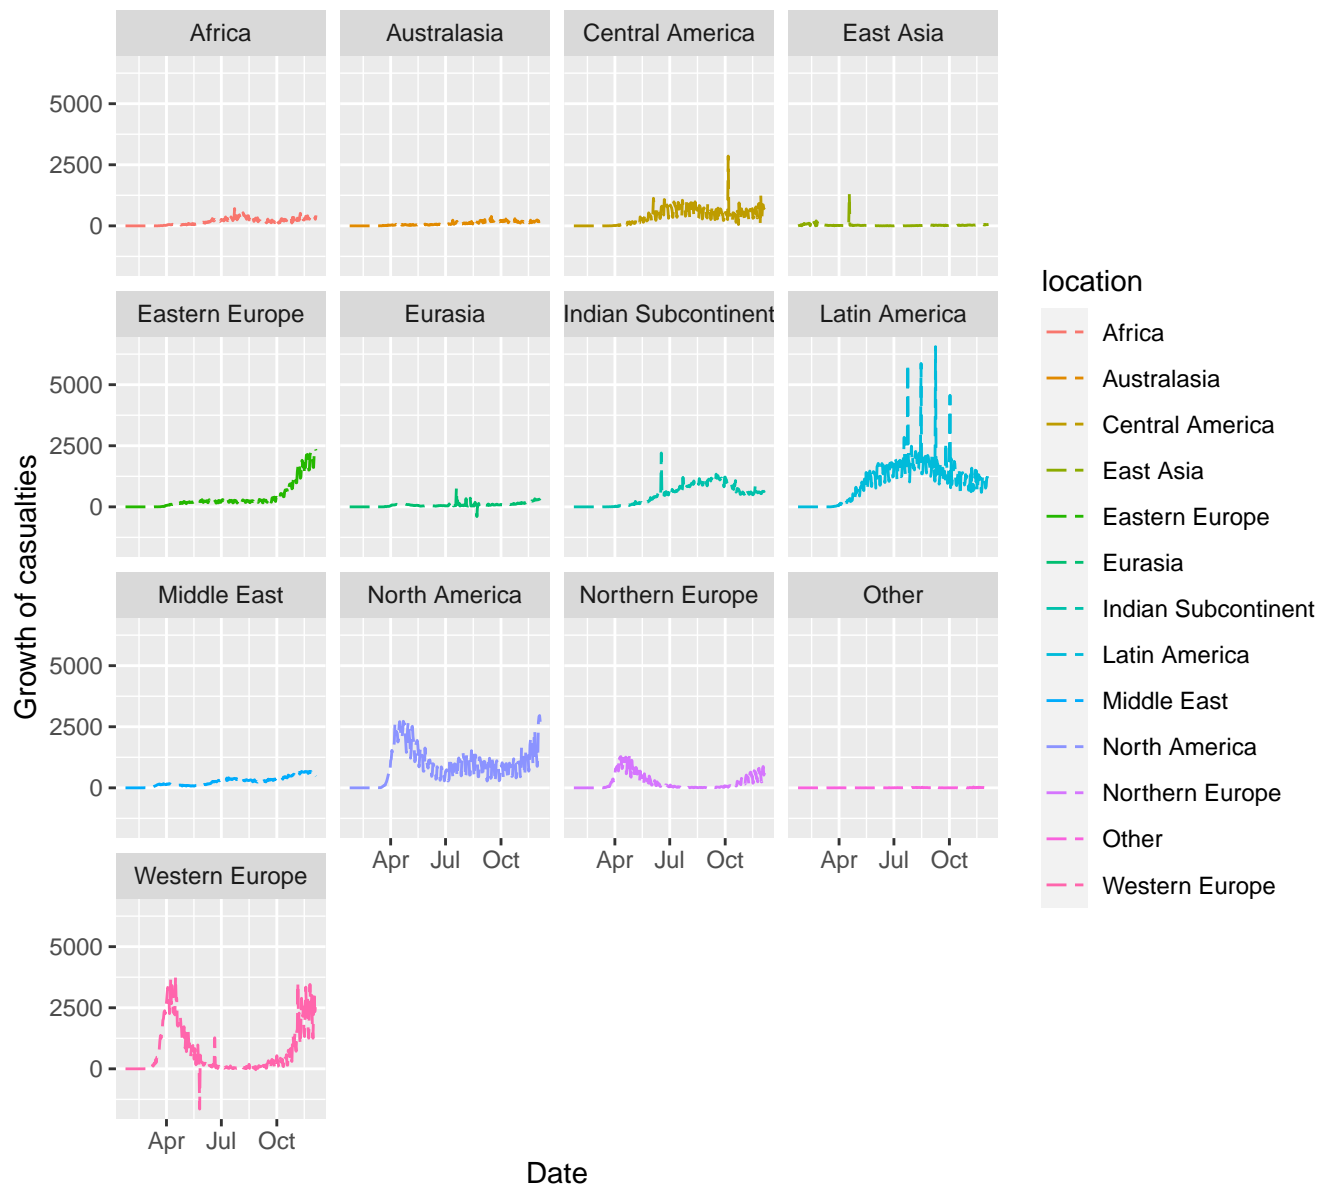 Africa
Australasia
Central America
East Asia
5000
2500
0
Eastern Europe
Eurasia
Indian Subcontinent
Latin America
5000
2500
0
Middle East
North America
Northern Europe
Other
5000
2500
0
Apr Jul Oct
Apr Jul Oct
Apr Jul Oct
Western Europe
5000
2500
0
Apr Jul Oct
Growth of casualties
Date
location
Africa
Australasia
Central America
East Asia
Eastern Europe
Eurasia
Indian Subcontinent
Latin America
Middle East
North America
Northern Europe
Other
Western Europe